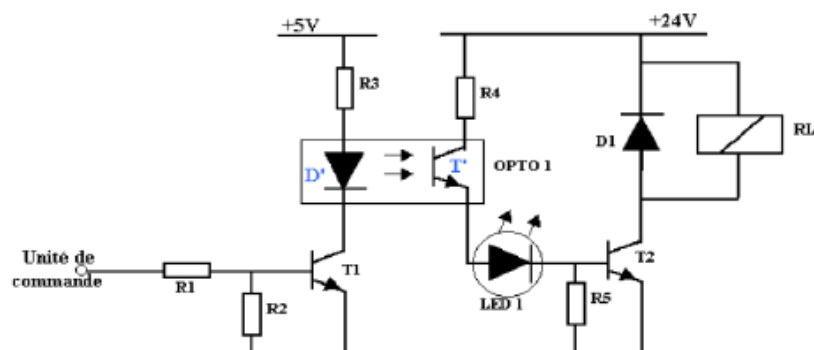 +5V
+24V
R3
R4
D1
RL
D'
T'
OPTO 1
Unité de
commande
R1
R2
T1
LED 1
R5
T2